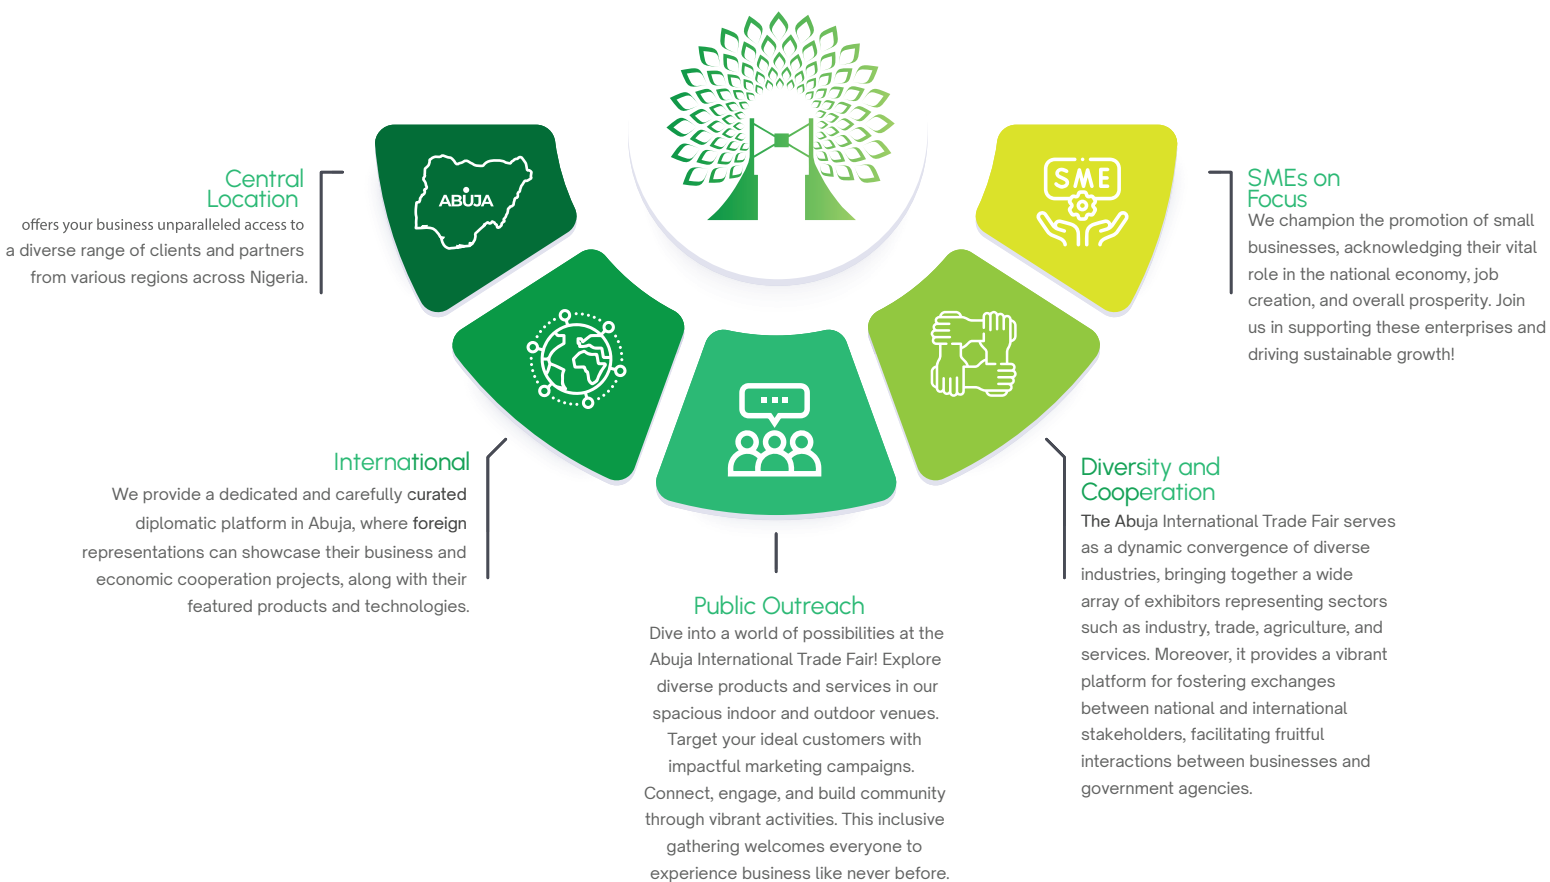 ABUJA
SME
Central
Location
offers your business unparalleled access to
a diverse range of clients and partners
from various regions across Nigeria.
International
We provide a dedicated and carefully curated
diplomatic platform in Abuja, where foreign
representations can showcase their business and
economic cooperation projects, along with their
featured products and technologies.
Public Outreach
Dive into a world of possibilities at the
Abuja International Trade Fair! Explore
diverse products and services in our
spacious indoor and outdoor venues.
Target your ideal customers with
impactful marketing campaigns.
Connect, engage, and build community
through vibrant activities. This inclusive
gathering welcomes everyone to
experience business like never before.
Diversity and
Cooperation
The Abuja International Trade Fair serves
as a dynamic convergence of diverse
industries, bringing together a wide
array of exhibitors representing sectors
such as industry, trade, agriculture, and
services. Moreover, it provides a vibrant
platform for fostering exchanges
between national and international
stakeholders, facilitating fruitful
interactions between businesses and
government agencies.
SMEs on
Focus
We champion the promotion of small
businesses, acknowledging their vital
role in the national economy, job
creation, and overall prosperity. Join
us in supporting these enterprises and
driving sustainable growth!